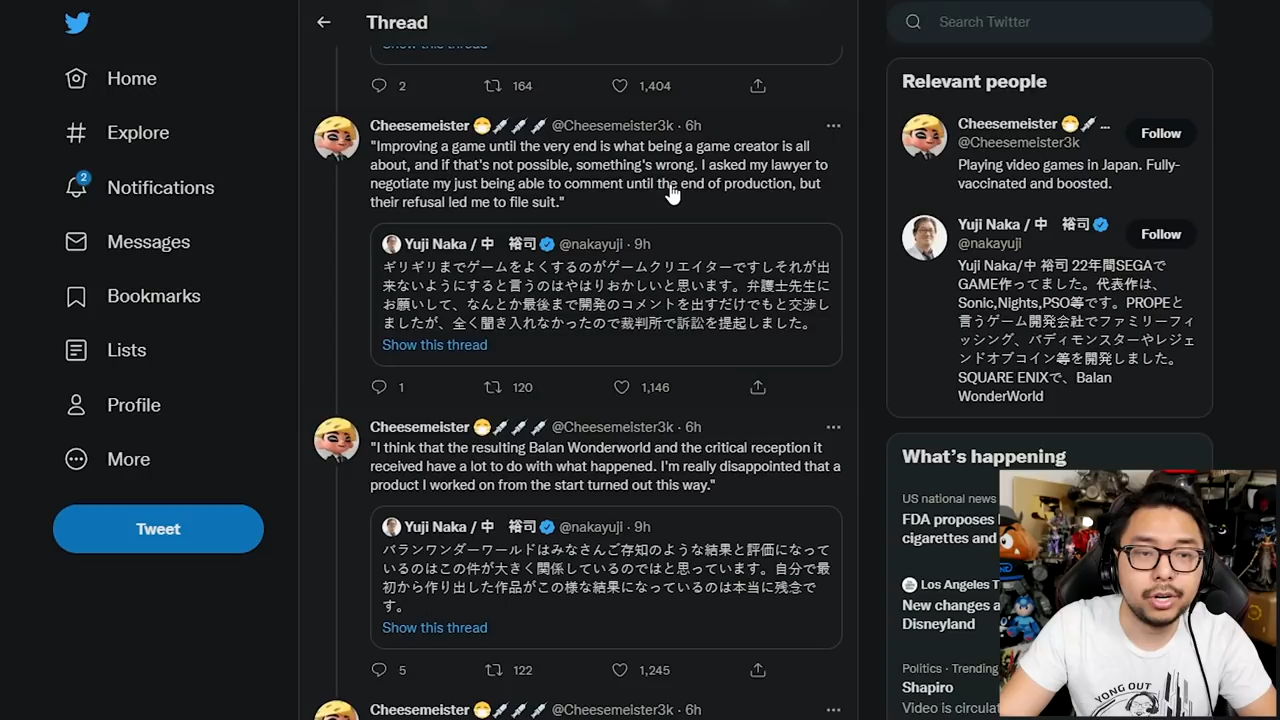 Home
Explore
2
Notifications
Messages
Bookmarks
Lists
Profile
More
Tweet
Thread
Show this thread
2 164 1,404
Cheesemeister 😷💉💉💉 @Cheesemeister3k · 6h
"Improving a game until the very end is what being a game creator is all
about, and if that's not possible, something's wrong. I asked my lawyer to
negotiate my just being able to comment until the end of production, but
their refusal led me to file suit."
Yuji Naka / 中　裕司 @nakayuji · 9h
ギリギリまでゲームをよくするのがゲームクリエイターですしそれが出
来ないようにすると言うのはやはりおかしいと思います。弁護士先生に
お願いして、なんとか最後まで開発のコメントを出すだけでもと交渉し
ましたが、全く聞き入れなかったので裁判所で訴訟を提起しました。
Show this thread
1 120 1,146
Cheesemeister 😷💉💉💉 @Cheesemeister3k · 6h
"I think that the resulting Balan Wonderworld and the critical reception it
received have a lot to do with what happened. I'm really disappointed that a
product I worked on from the start turned out this way."
Yuji Naka / 中　裕司 @nakayuji · 9h
バランワンダーワールドはみなさんご存知のような結果と評価になって
いるのはこの件が大きく関係しているのではと思っています。自分で最
初から作り出した作品がこの様な結果になっているのは本当に残念で
す。
Show this thread
5 122 1,245
Cheesemeister 😷💉💉💉 @Cheesemeister3k · 6h
Search Twitter
Relevant people
Cheesemeister 😷💉 ...
@Cheesemeister3k
Follow
Playing video games in Japan. Fully-
vaccinated and boosted.
Yuji Naka / 中　裕司
@nakayuji
Follow
Yuji Naka/中 裕司 22年間SEGAで
GAME作ってました。代表作は、
Sonic,Nights,PSO等です。PROPEと
言うゲーム開発会社でファミリーフィ
ッシング、バディモンスターやレジェ
ンドオブコイン等を開発しました。
SQUARE ENIXで、Balan
WonderWorld
What's happening
US national news
FDA proposes
cigarettes and
Los Angeles T
New changes a
Disneyland
Politics · Trending
Shapiro
Video is circula
YONG OUT